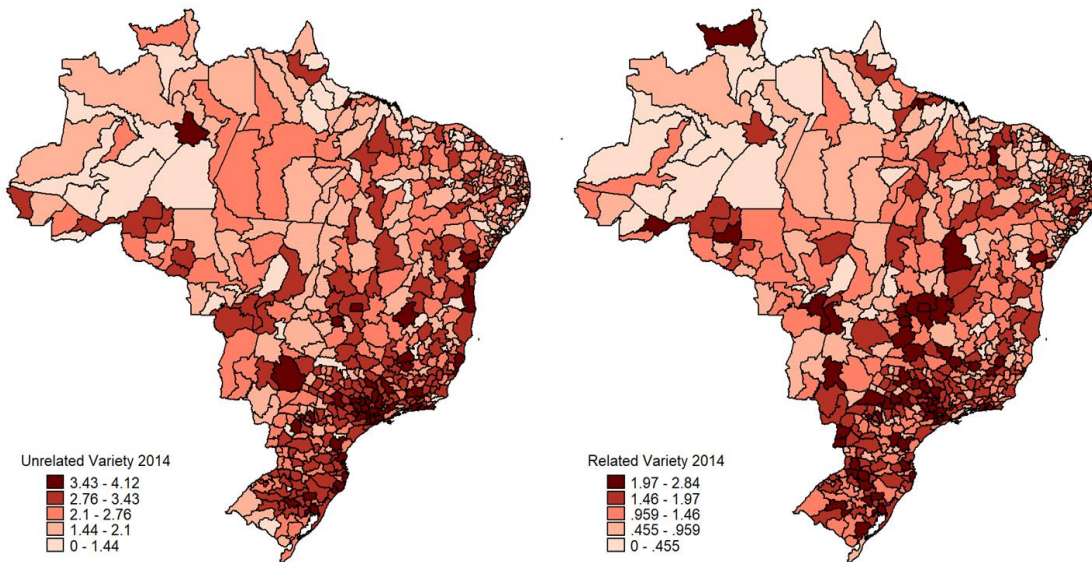 Unrelated Variety 2014
3.43 - 4.12
2.76 - 3.43
2.1 - 2.76
1.44 - 2.1
0 - 1.44
Related Variety 2014
1.97 - 2.84
1.46 - 1.97
.959 - 1.46
.455 - .959
0 - .455